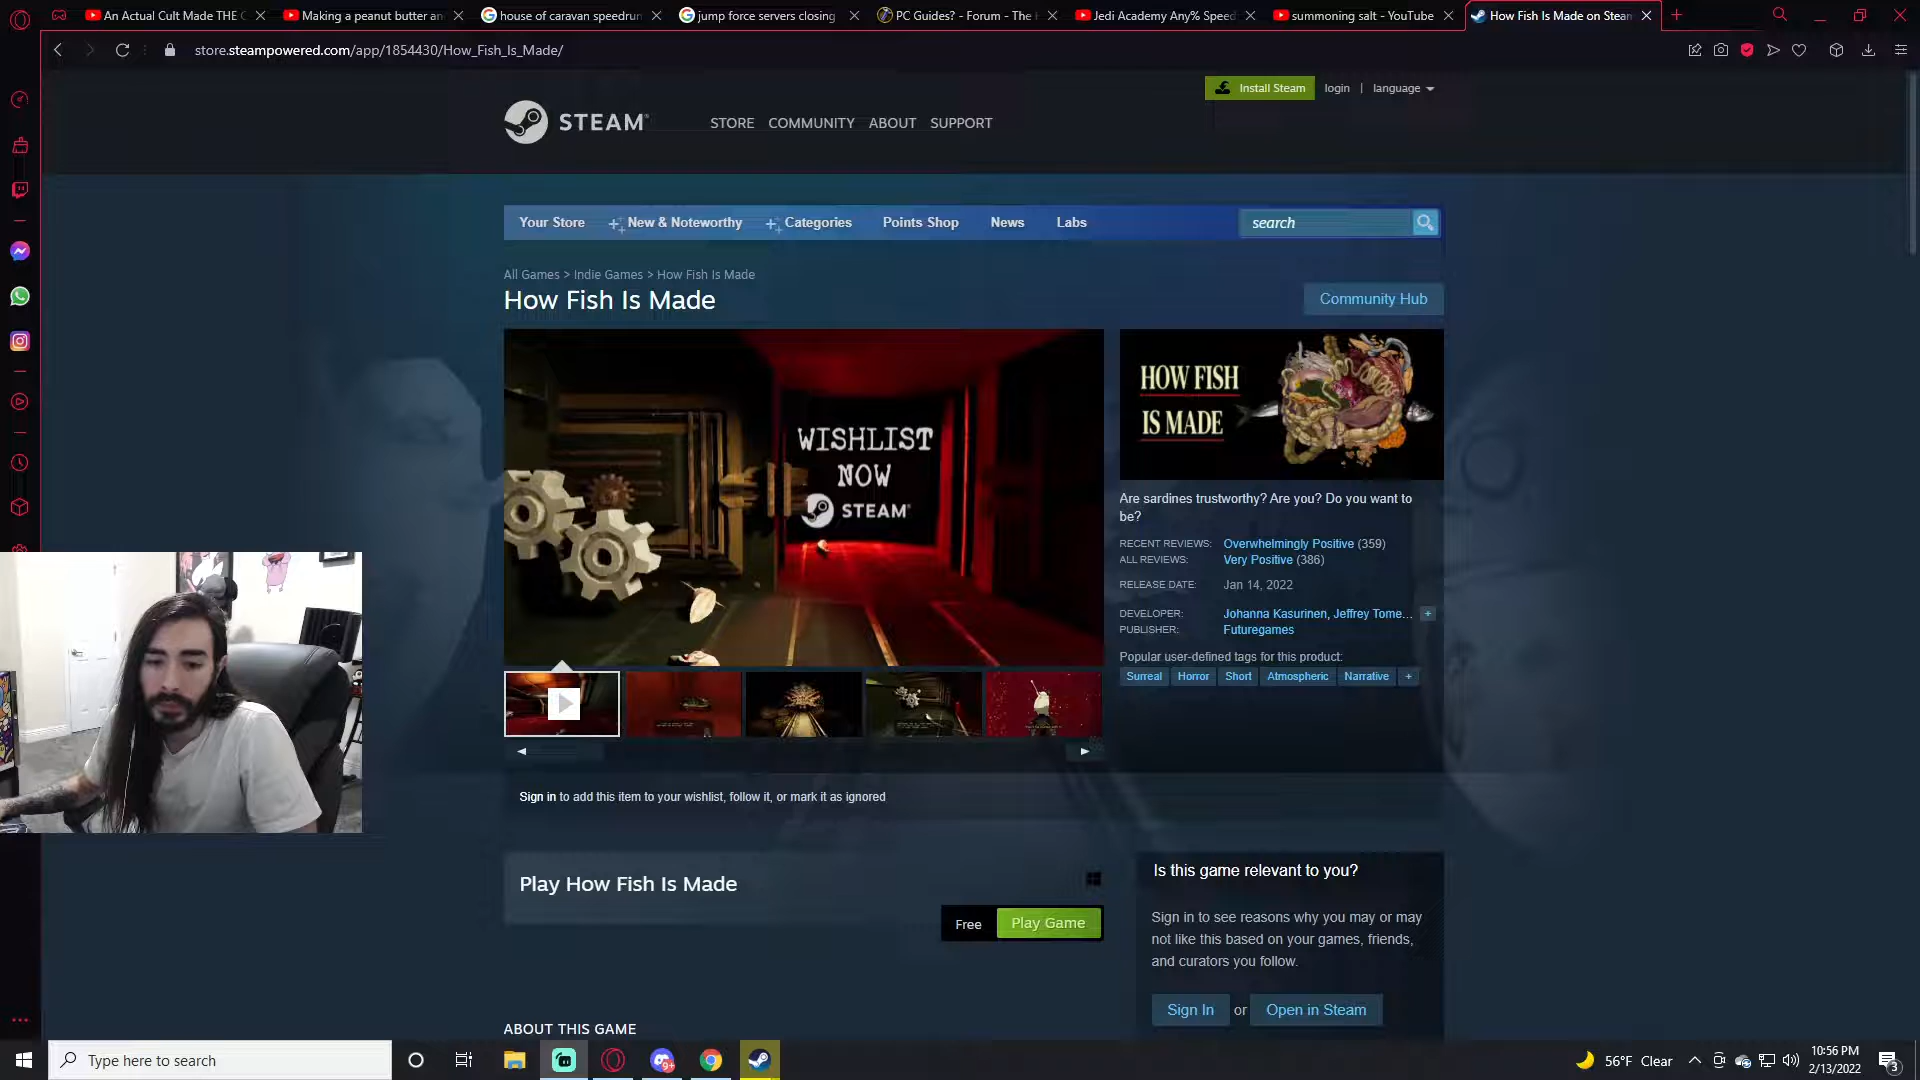 An Actual Cult Made THE
Making a peanut butter an
house of caravan speedrun
jump force servers closing
PC Guides? - Forum - The H
Jedi Academy Any% Speed
summoning salt - YouTube
How Fish Is Made on Steam
store.steampowered.com/app/1854430/How_Fish_Is_Made/
Install Steam
login | language
STEAM
STORE COMMUNITY ABOUT SUPPORT
Your Store New & Noteworthy Categories Points Shop News Labs
search
All Games > Indie Games > How Fish Is Made
How Fish Is Made
Community Hub
WISHLIST
NOW
STEAM
HOW FISH
IS MADE
Are sardines trustworthy? Are you? Do you want to
be?
RECENT REVIEWS: Overwhelmingly Positive (359)
ALL REVIEWS: Very Positive (386)
RELEASE DATE: Jan 14, 2022
DEVELOPER: Johanna Kasurinen, Jeffrey Tome... +
PUBLISHER: Futuregames
Popular user-defined tags for this product:
Surreal Horror Short Atmospheric Narrative +
Sign in to add this item to your wishlist, follow it, or mark it as ignored
Play How Fish Is Made
Free Play Game
Is this game relevant to you?
Sign in to see reasons why you may or may
not like this based on your games, friends,
and curators you follow.
Sign In or Open in Steam
ABOUT THIS GAME
Type here to search
9+
56°F Clear
10:56 PM
2/13/2022
3